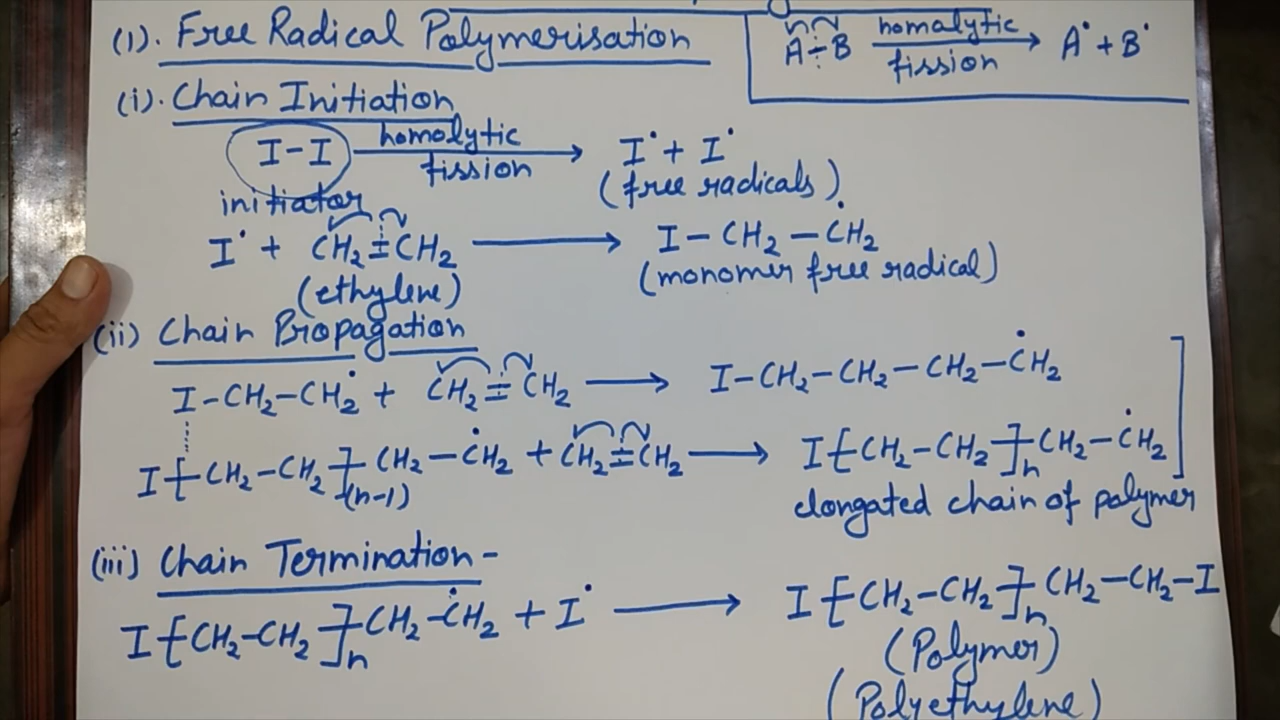 (1). Free Radical Polymerisation
A÷B homolytic fission → A˙ + B˙
(i). Chain Initiation
I-I homolytic fission → I˙ + I˙
initiator (free radicals)
I˙ + CH₂=CH₂ → I-CH₂-ĊH₂
(ethylene) (monomer free radical)
(ii) Chain Propagation
I-CH₂-CH₂˙ + CH₂=CH₂ → I-CH₂-CH₂-CH₂-ĊH₂
I-[CH₂-CH₂]-(n-1) CH₂-ĊH₂ + CH₂=CH₂ → I-[CH₂-CH₂]n CH₂-ĊH₂
elongated chain of polymer
(iii) Chain Termination-
I-[CH₂-CH₂]n CH₂-ĊH₂ + I˙ → I-[CH₂-CH₂]n CH₂-CH₂-I
(Polymer)
(Polyethylene)